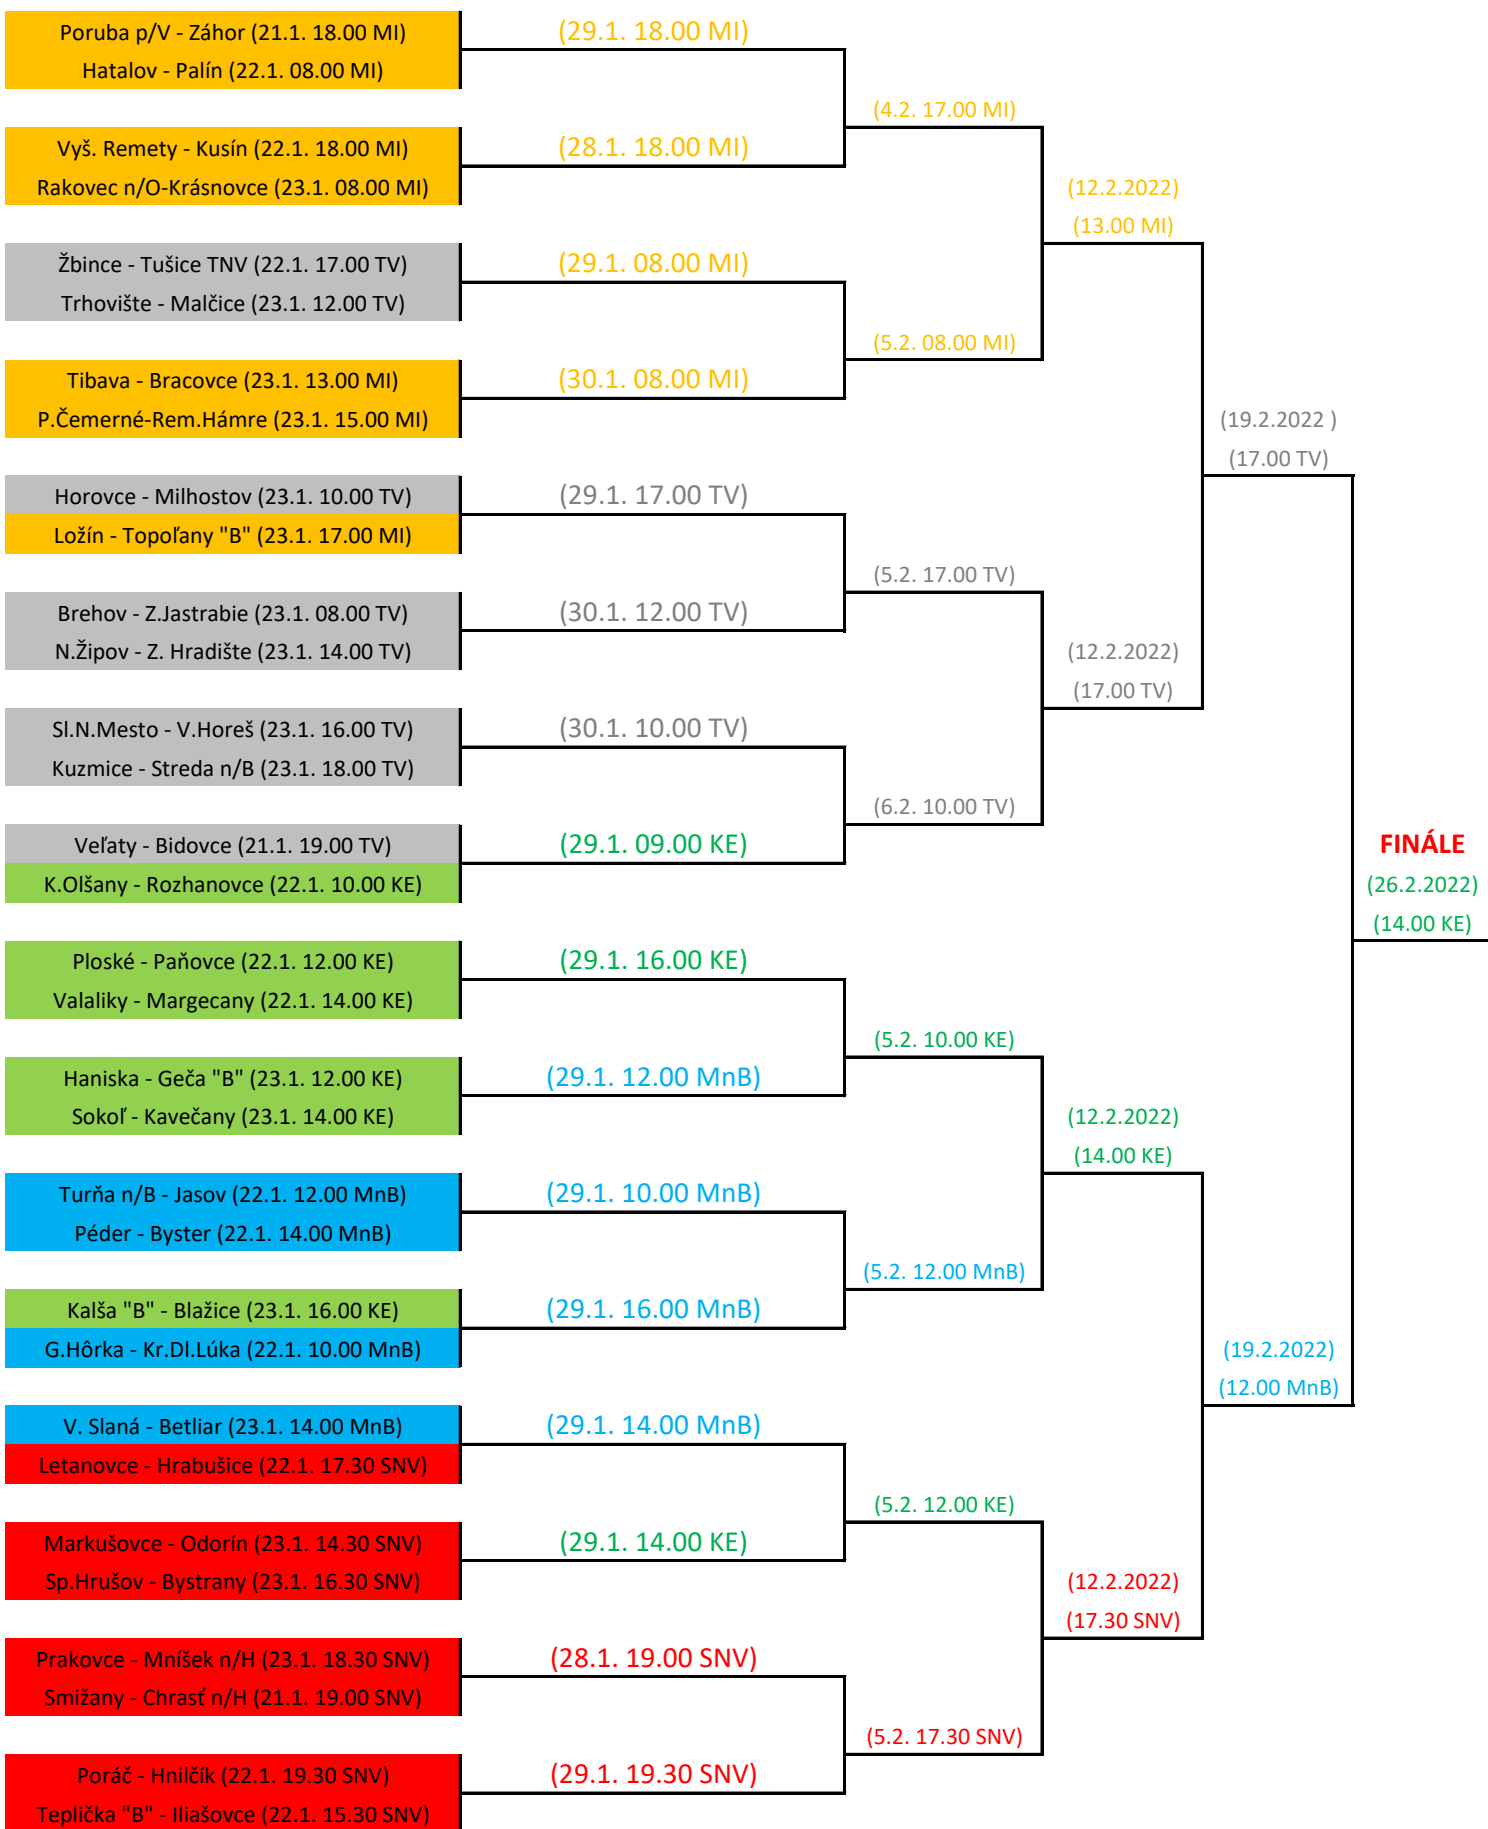 Poruba p/V - Záhor (21.1. 18.00 MI)
Hatalov - Palín (22.1. 08.00 MI)
Vyš. Remety - Kusín (22.1. 18.00 MI)
Rakovec n/O-Krásnovce (23.1. 08.00 MI)
Žbince - Tušice TNV (22.1. 17.00 TV)
Trhovište - Malčice (23.1. 12.00 TV)
Tibava - Bracovce (23.1. 13.00 MI)
P.Čemerné-Rem.Hámre (23.1. 15.00 MI)
Horovce - Milhostov (23.1. 10.00 TV)
Ložín - Topoľany "B" (23.1. 17.00 MI)
Brehov - Z.Jastrabie (23.1. 08.00 TV)
N.Žipov - Z. Hradište (23.1. 14.00 TV)
Sl.N.Mesto - V.Horeš (23.1. 16.00 TV)
Kuzmice - Streda n/B (23.1. 18.00 TV)
Veľaty - Bidovce (21.1. 19.00 TV)
K.Olšany - Rozhanovce (22.1. 10.00 KE)
Ploské - Paňovce (22.1. 12.00 KE)
Valaliky - Margecany (22.1. 14.00 KE)
Haniska - Geča "B" (23.1. 12.00 KE)
Sokoľ - Kavečany (23.1. 14.00 KE)
Turňa n/B - Jasov (22.1. 12.00 MnB)
Péder - Byster (22.1. 14.00 MnB)
Kalša "B" - Blažice (23.1. 16.00 KE)
G.Hôrka - Kr.Dl.Lúka (22.1. 10.00 MnB)
V. Slaná - Betliar (23.1. 14.00 MnB)
Letanovce - Hrabušice (22.1. 17.30 SNV)
Markušovce - Odorín (23.1. 14.30 SNV)
Sp.Hrušov - Bystrany (23.1. 16.30 SNV)
Prakovce - Mníšek n/H (23.1. 18.30 SNV)
Smižany - Chrasť n/H (21.1. 19.00 SNV)
Poráč - Hnilčík (22.1. 19.30 SNV)
Teplička "B" - Iliašovce (22.1. 15.30 SNV)
(29.1. 18.00 MI)
(28.1. 18.00 MI)
(29.1. 08.00 MI)
(30.1. 08.00 MI)
(29.1. 17.00 TV)
(30.1. 12.00 TV)
(30.1. 10.00 TV)
(29.1. 09.00 KE)
(29.1. 16.00 KE)
(29.1. 12.00 MnB)
(29.1. 10.00 MnB)
(29.1. 16.00 MnB)
(29.1. 14.00 MnB)
(29.1. 14.00 KE)
(28.1. 19.00 SNV)
(29.1. 19.30 SNV)
(4.2. 17.00 MI)
(5.2. 08.00 MI)
(5.2. 17.00 TV)
(6.2. 10.00 TV)
(5.2. 10.00 KE)
(5.2. 12.00 MnB)
(5.2. 12.00 KE)
(5.2. 17.30 SNV)
(12.2.2022)
(13.00 MI)
(12.2.2022)
(17.00 TV)
(12.2.2022)
(14.00 KE)
(12.2.2022)
(17.30 SNV)
(19.2.2022 )
(17.00 TV)
(19.2.2022)
(12.00 MnB)
FINÁLE
(26.2.2022)
(14.00 KE)